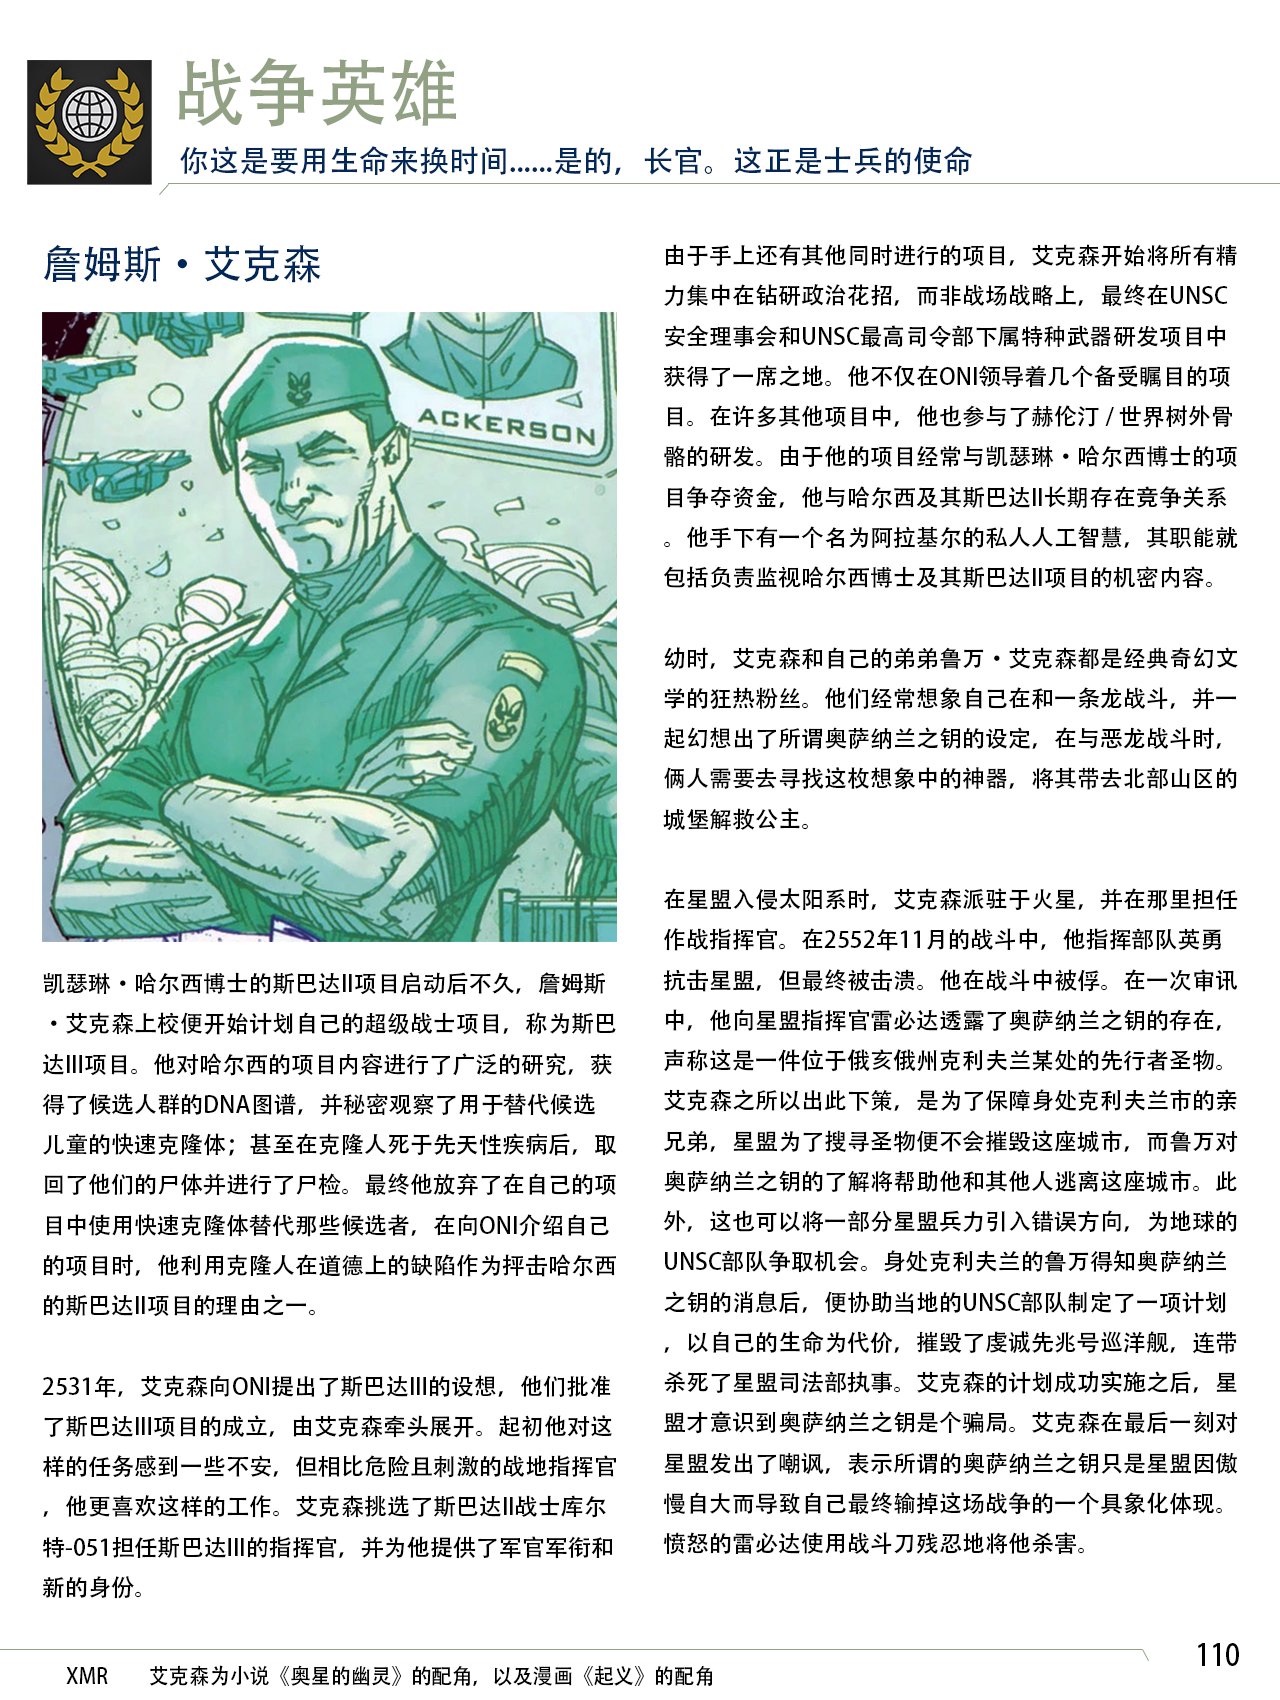 战争英雄
你这是要用生命来换时间......是的，长官。这正是士兵的使命
詹姆斯·艾克森
ACKERSON
凯瑟琳·哈尔西博士的斯巴达II项目启动后不久，詹姆斯
·艾克森上校便开始计划自己的超级战士项目，称为斯巴
达III项目。他对哈尔西的项目内容进行了广泛的研究，获
得了候选人群的DNA图谱，并秘密观察了用于替代候选
儿童的快速克隆体；甚至在克隆人死于先天性疾病后，取
回了他们的尸体并进行了尸检。最终他放弃了在自己的项
目中使用快速克隆体替代那些候选者，在向ONI介绍自己
的项目时，他利用克隆人在道德上的缺陷作为抨击哈尔西
的斯巴达II项目的理由之一。
2531年，艾克森向ONI提出了斯巴达III的设想，他们批准
了斯巴达III项目的成立，由艾克森牵头展开。起初他对这
样的任务感到一些不安，但相比危险且刺激的战地指挥官
，他更喜欢这样的工作。艾克森挑选了斯巴达II战士库尔
特-051担任斯巴达III的指挥官，并为他提供了军官军衔和
新的身份。
由于手上还有其他同时进行的项目，艾克森开始将所有精
力集中在钻研政治花招，而非战场战略上，最终在UNSC
安全理事会和UNSC最高司令部下属特种武器研发项目中
获得了一席之地。他不仅在ONI领导着几个备受瞩目的项
目。在许多其他项目中，他也参与了赫伦汀 / 世界树外骨
骼的研发。由于他的项目经常与凯瑟琳·哈尔西博士的项
目争夺资金，他与哈尔西及其斯巴达II长期存在竞争关系
。他手下有一个名为阿拉基尔的私人人工智慧，其职能就
包括负责监视哈尔西博士及其斯巴达II项目的机密内容。
幼时，艾克森和自己的弟弟鲁万·艾克森都是经典奇幻文
学的狂热粉丝。他们经常想象自己在和一条龙战斗，并一
起幻想出了所谓奥萨纳兰之钥的设定，在与恶龙战斗时，
俩人需要去寻找这枚想象中的神器，将其带去北部山区的
城堡解救公主。
在星盟入侵太阳系时，艾克森派驻于火星，并在那里担任
作战指挥官。在2552年11月的战斗中，他指挥部队英勇
抗击星盟，但最终被击溃。他在战斗中被俘。在一次审讯
中，他向星盟指挥官雷必达透露了奥萨纳兰之钥的存在，
声称这是一件位于俄亥俄州克利夫兰某处的先行者圣物。
艾克森之所以出此下策，是为了保障身处克利夫兰市的亲
兄弟，星盟为了搜寻圣物便不会摧毁这座城市，而鲁万对
奥萨纳兰之钥的了解将帮助他和其他人逃离这座城市。此
外，这也可以将一部分星盟兵力引入错误方向，为地球的
UNSC部队争取机会。身处克利夫兰的鲁万得知奥萨纳兰
之钥的消息后，便协助当地的UNSC部队制定了一项计划
，以自己的生命为代价，摧毁了虔诚先兆号巡洋舰，连带
杀死了星盟司法部执事。艾克森的计划成功实施之后，星
盟才意识到奥萨纳兰之钥是个骗局。艾克森在最后一刻对
星盟发出了嘲讽，表示所谓的奥萨纳兰之钥只是星盟因傲
慢自大而导致自己最终输掉这场战争的一个具象化体现。
愤怒的雷必达使用战斗刀残忍地将他杀害。
110
XMR 艾克森为小说《奥星的幽灵》的配角，以及漫画《起义》的配角